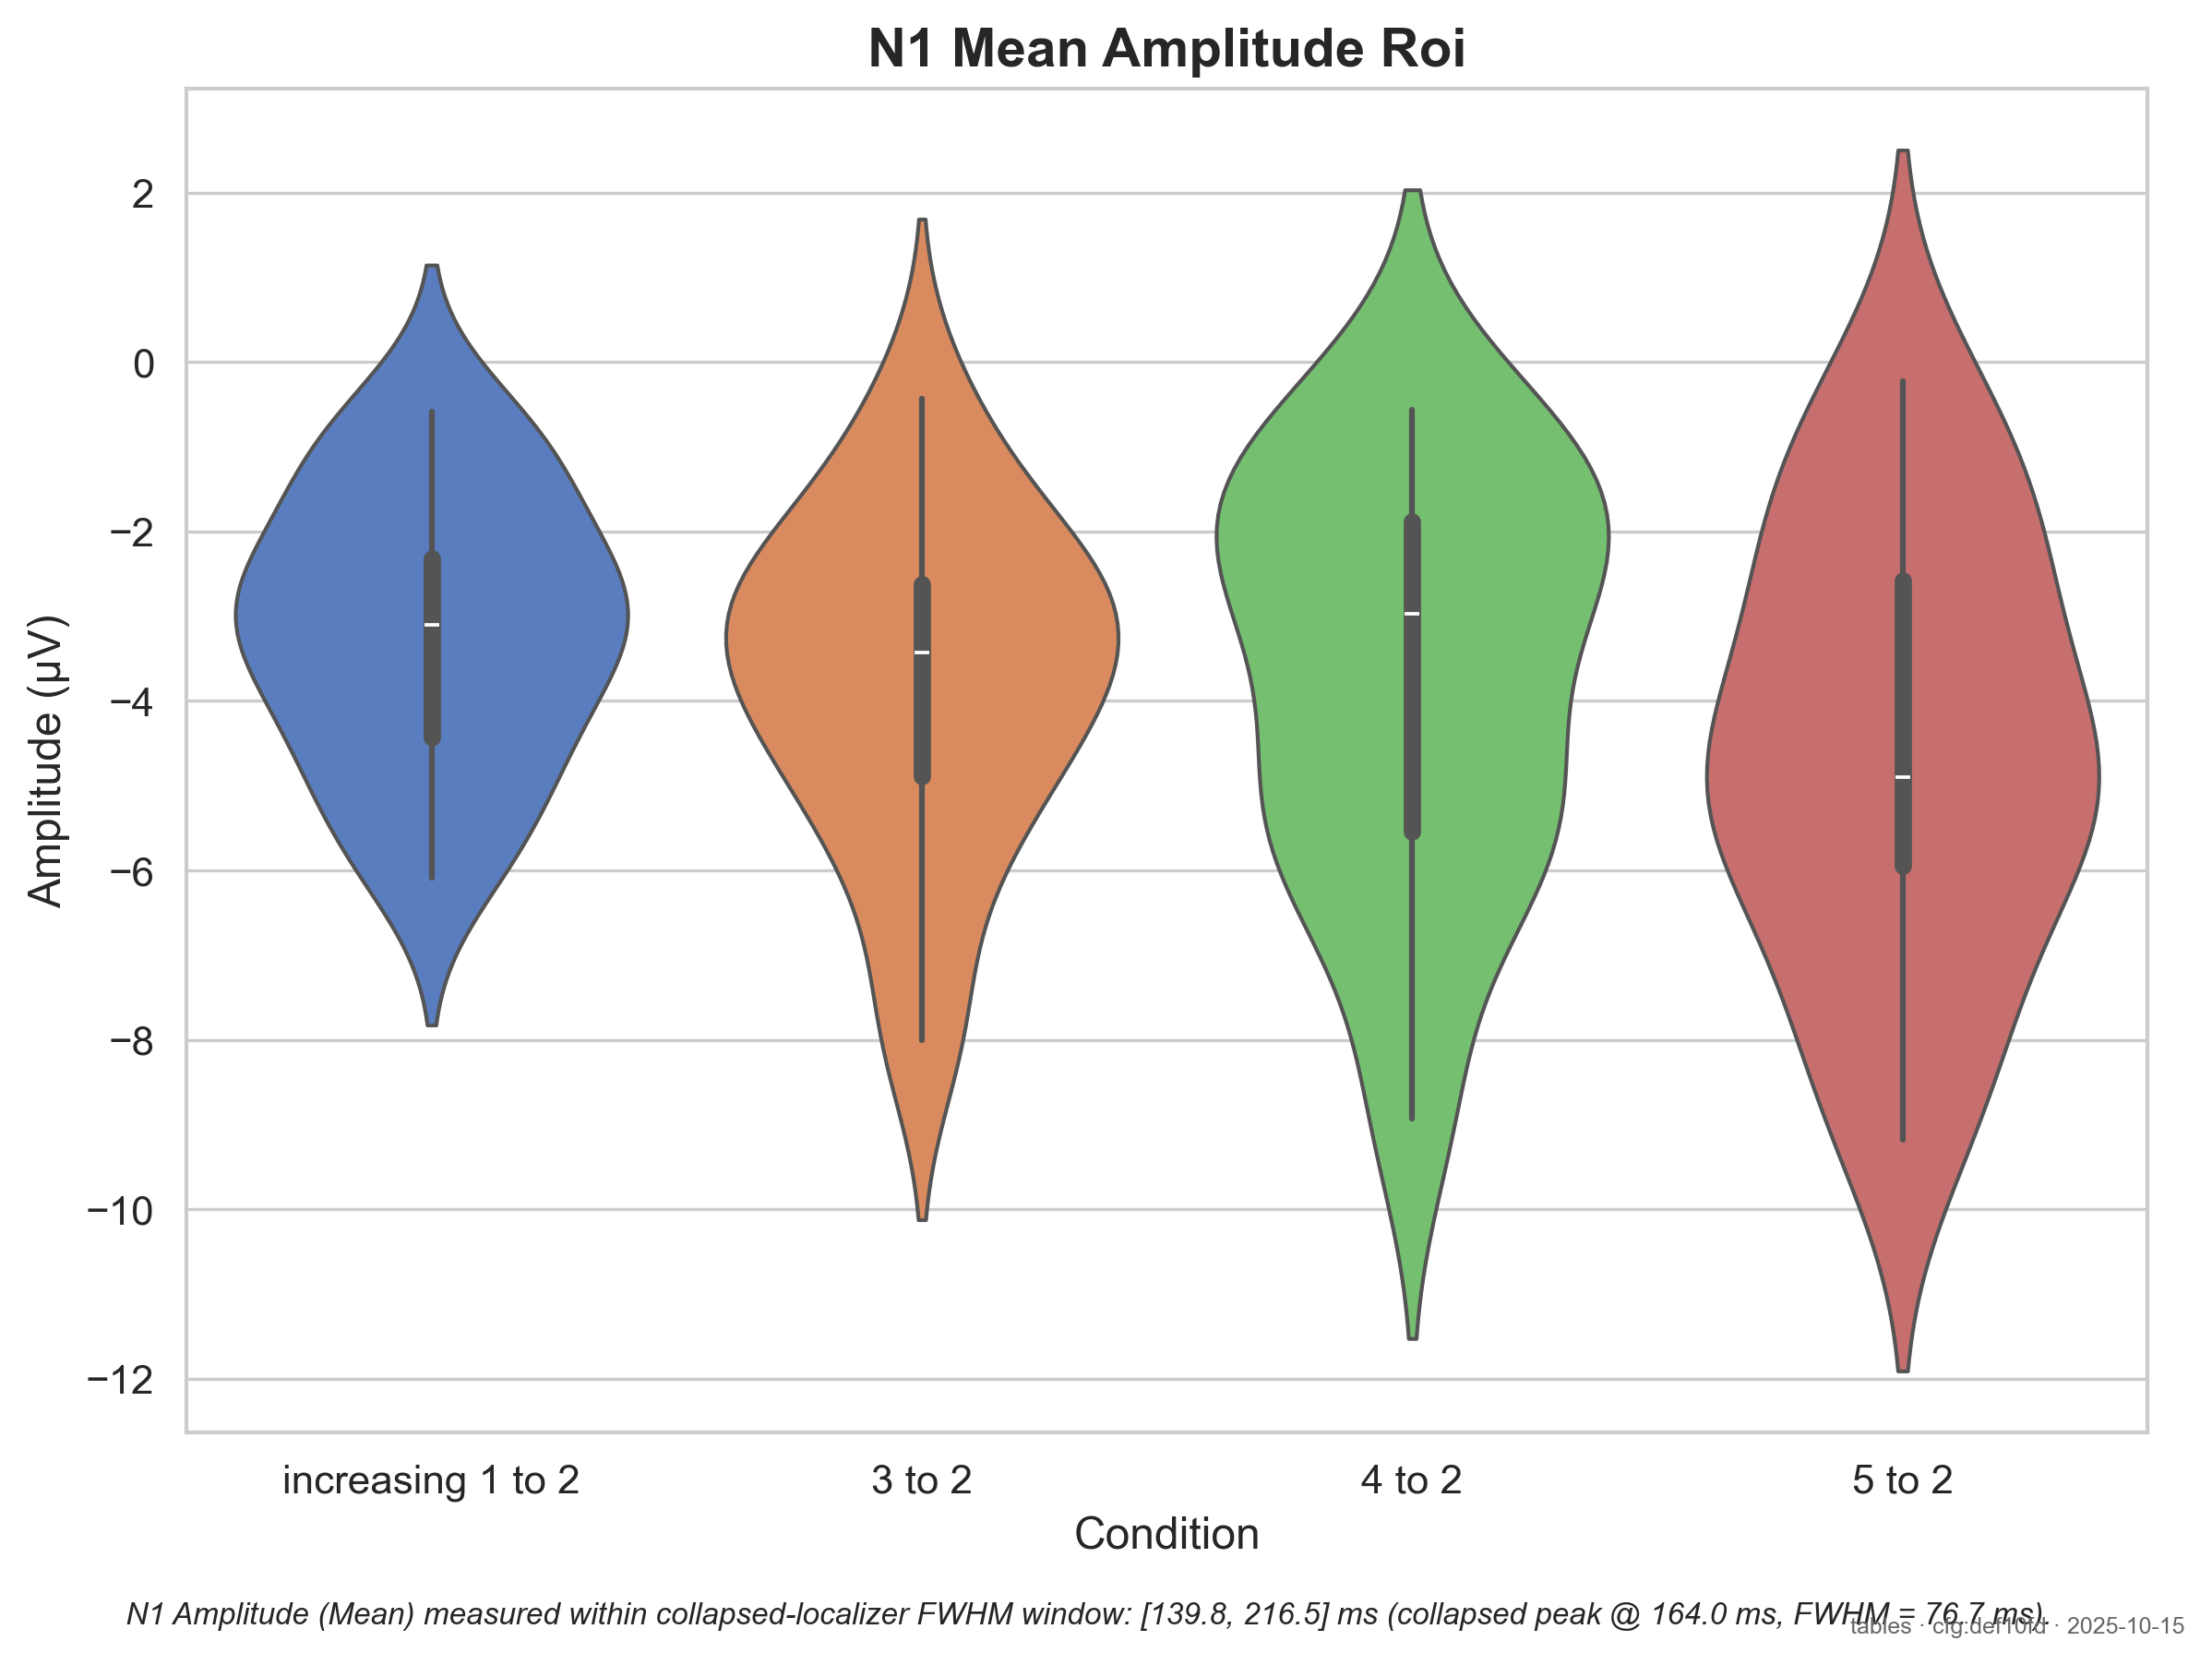 N1 Mean Amplitude Roi
Amplitude (µV)
2
0
−2
−4
−6
−8
−10
−12
increasing 1 to 2
3 to 2
4 to 2
5 to 2
Condition
N1 Amplitude (Mean) measured within collapsed-localizer FWHM window: [139.8, 216.5] ms (collapsed peak @ 164.0 ms, FWHM = 76.7 ms).
tables · cfg:def10fd · 2025-10-15